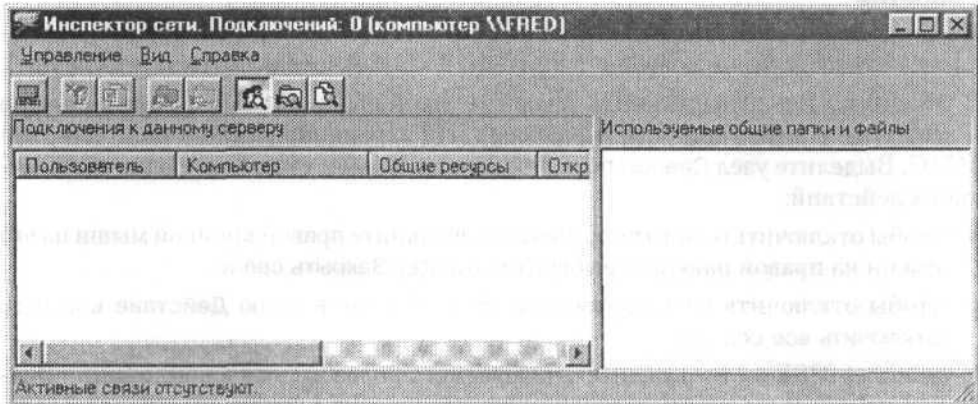 Инспектор сети. Подключений: 0 (компьютер \\FRED)
Управление Вид Справка
Подключения к данному серверу
Используемые общие папки и файлы
Пользователь Компьютер Общие ресурсы Откр
Активные связи отсутствуют.